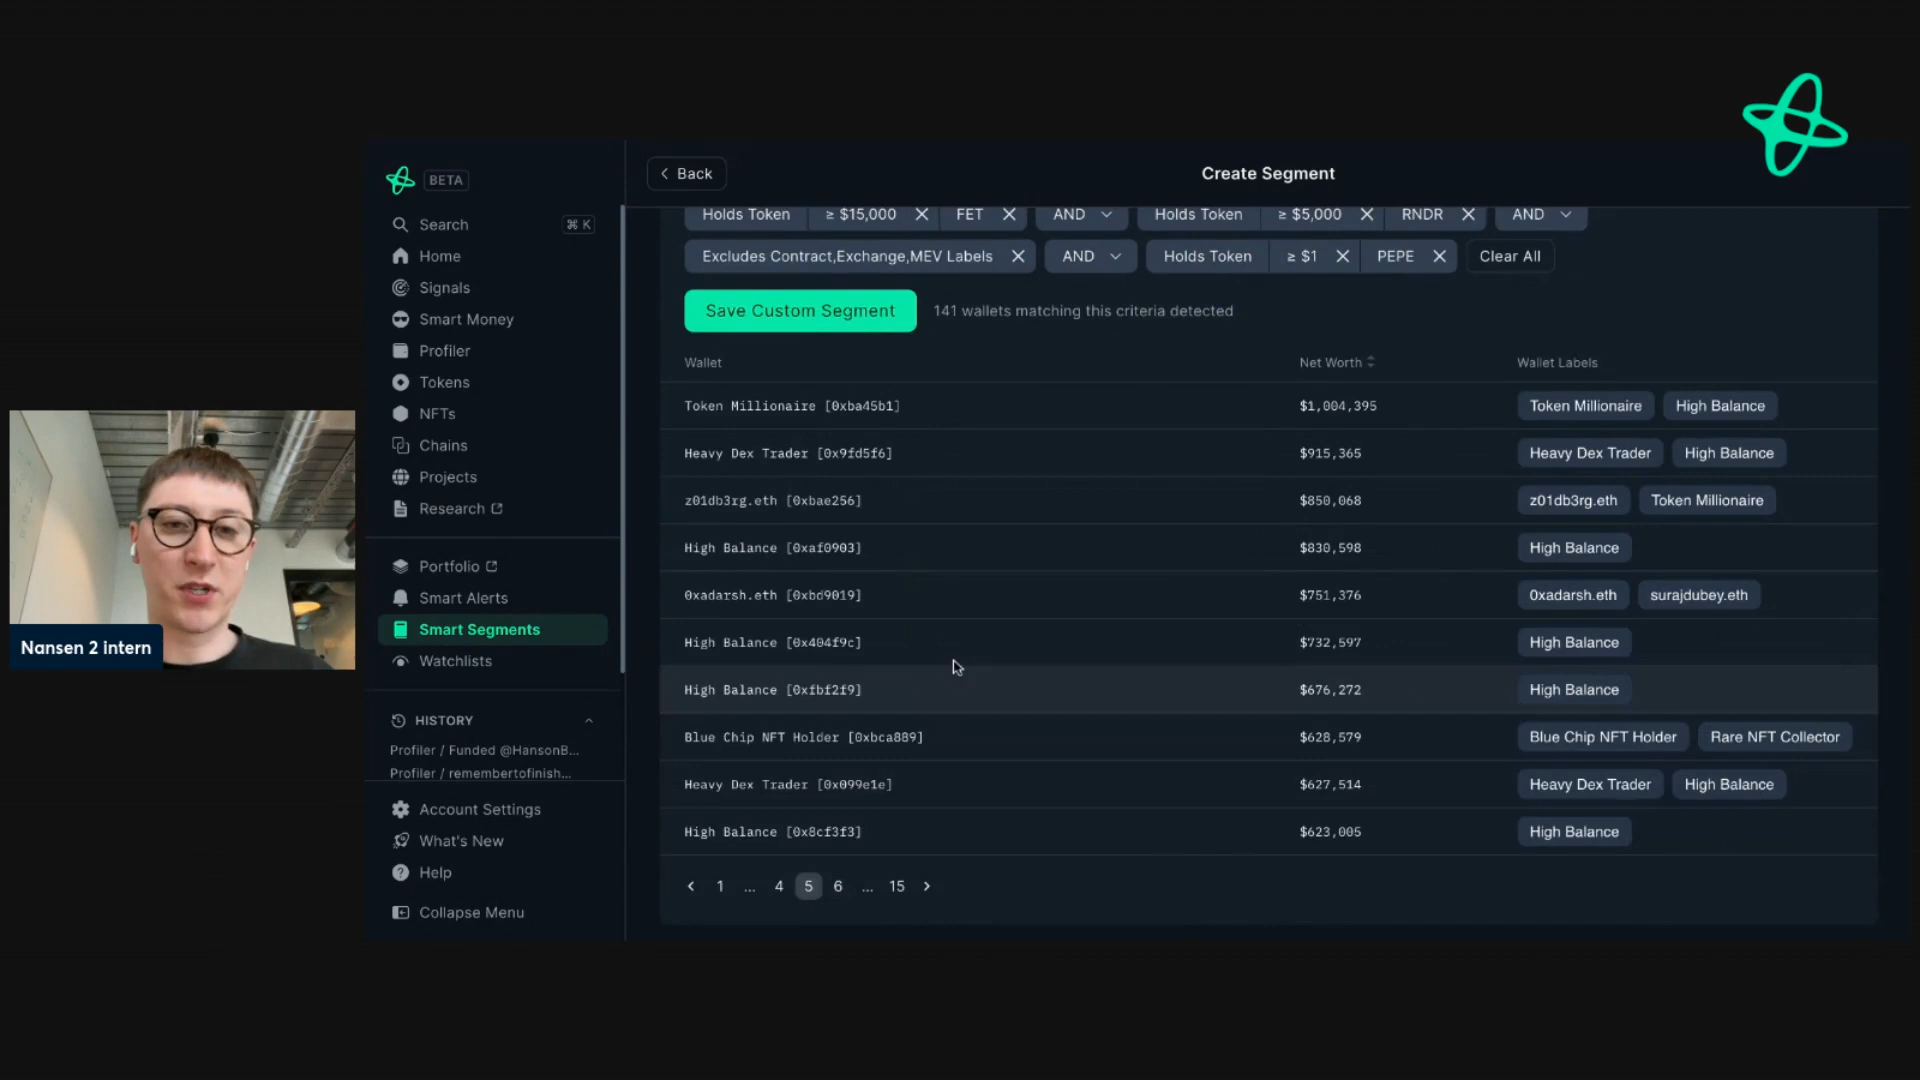 BETA
Search ⌘ K
Home
Signals
Smart Money
Profiler
Tokens
NFTs
Chains
Projects
Research
Portfolio
Smart Alerts
Smart Segments
Watchlists
HISTORY
Profiler / Funded @HansonB...
Profiler / remembertofinish...
Account Settings
What's New
Help
Collapse Menu
Nansen 2 intern
Back
Create Segment
Holds Token ≥ $15,000 FET AND Holds Token ≥ $5,000 RNDR AND
Excludes Contract,Exchange,MEV Labels AND Holds Token ≥ $1 PEPE Clear All
Save Custom Segment 141 wallets matching this criteria detected
Wallet Net Worth Wallet Labels
Token Millionaire [0xba45b1] $1,004,395 Token Millionaire High Balance
Heavy Dex Trader [0x9fd5f6] $915,365 Heavy Dex Trader High Balance
z01db3rg.eth [0xbae256] $850,068 z01db3rg.eth Token Millionaire
High Balance [0xaf0903] $830,598 High Balance
0xadarsh.eth [0xbd9019] $751,376 0xadarsh.eth surajdubey.eth
High Balance [0x404f9c] $732,597 High Balance
High Balance [0xfbf2f9] $676,272 High Balance
Blue Chip NFT Holder [0xbca889] $628,579 Blue Chip NFT Holder Rare NFT Collector
Heavy Dex Trader [0x099e1e] $627,514 Heavy Dex Trader High Balance
High Balance [0x8cf3f3] $623,005 High Balance
1 ... 4 5 6 ... 15